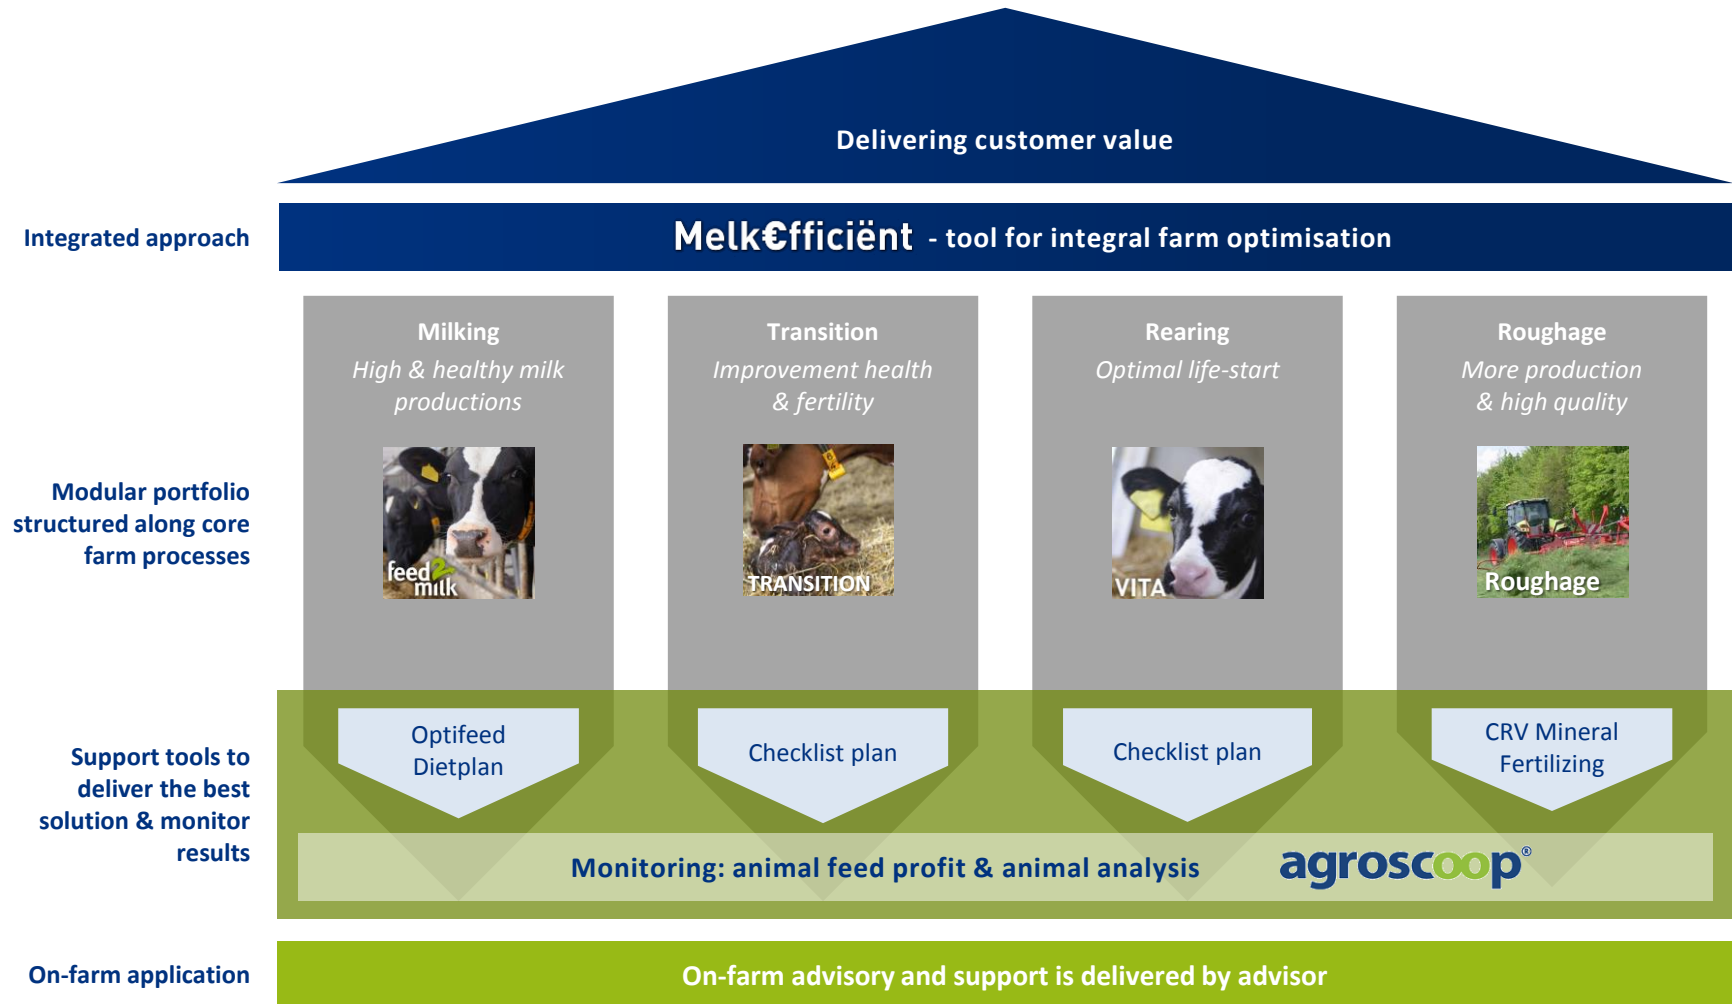 Delivering customer value
Integrated approach
Melk€fficiënt - tool for integral farm optimisation
Milking
High & healthy milk
productions
feed2
milk
Transition
Improvement health
& fertility
TRANSITION
Rearing
Optimal life-start
VITA
Roughage
More production
& high quality
Roughage
Modular portfolio
structured along core
farm processes
Support tools to
deliver the best
solution & monitor
results
Optifeed
Dietplan
Checklist plan
Checklist plan
CRV Mineral
Fertilizing
Monitoring: animal feed profit & animal analysis
agroscoop®
On-farm application
On-farm advisory and support is delivered by advisor